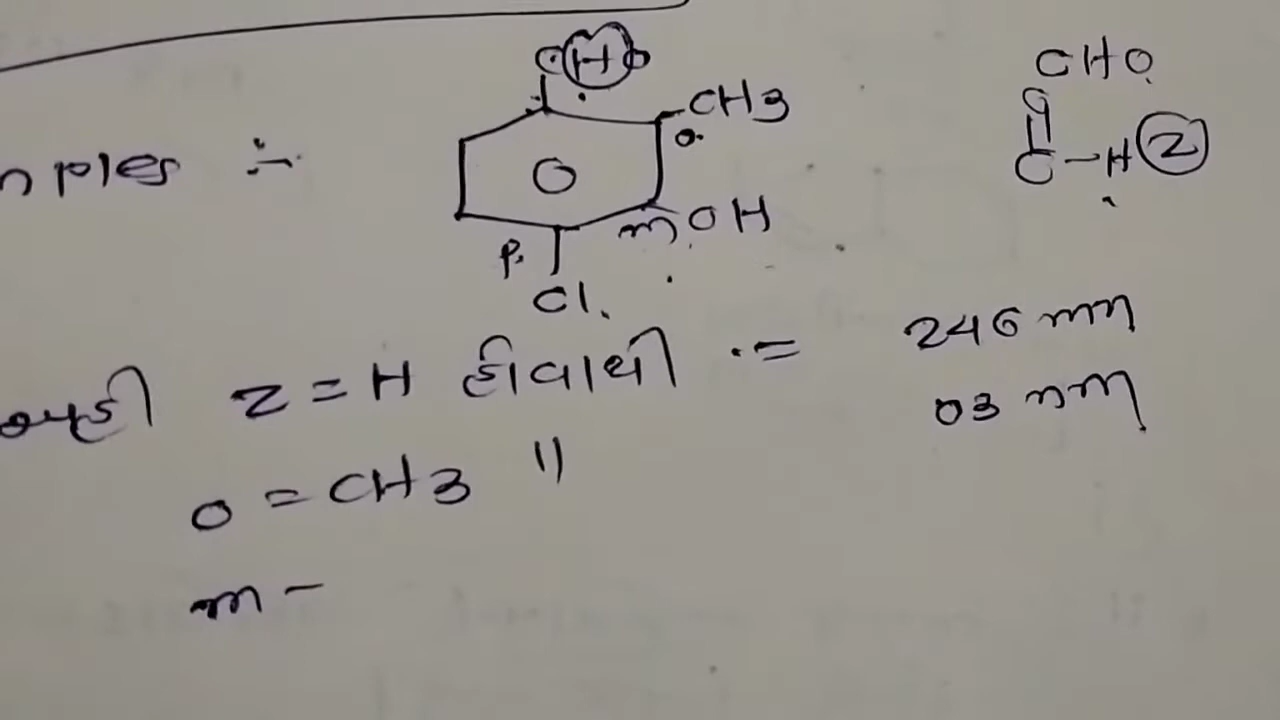 CHO
CHO
O
CH3
C-H Z
nples :-
o.
O
m OH
p.
Cl.
Z = H હોવાથી .= 246 nm
o = CH3 " 03 nm
m -